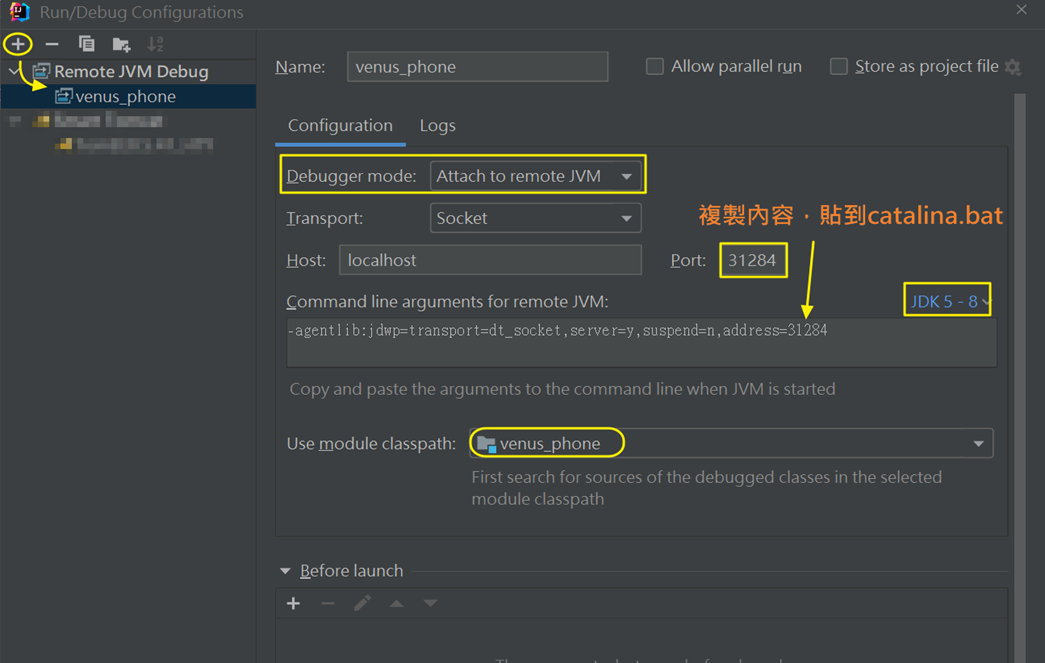 Run/Debug Configurations
Remote JVM Debug
venus_phone
Name: venus_phone
Allow parallel run
Store as project file
Configuration
Logs
Debugger mode: Attach to remote JVM
Transport: Socket
複製內容，貼到catalina.bat
Host: localhost
Port: 31284
Command line arguments for remote JVM:
JDK 5 - 8
-agentlib:jdwp=transport=dt_socket,server=y,suspend=n,address=31284
Copy and paste the arguments to the command line when JVM is started
Use module classpath: venus_phone
First search for sources of the debugged classes in the selected
module classpath
Before launch